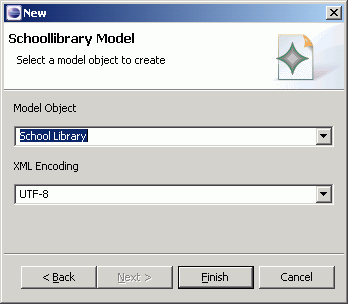 New
Schoollibrary Model
Select a model object to create
Model Object
School Library
XML Encoding
UTF-8
< Back
Next >
Finish
Cancel